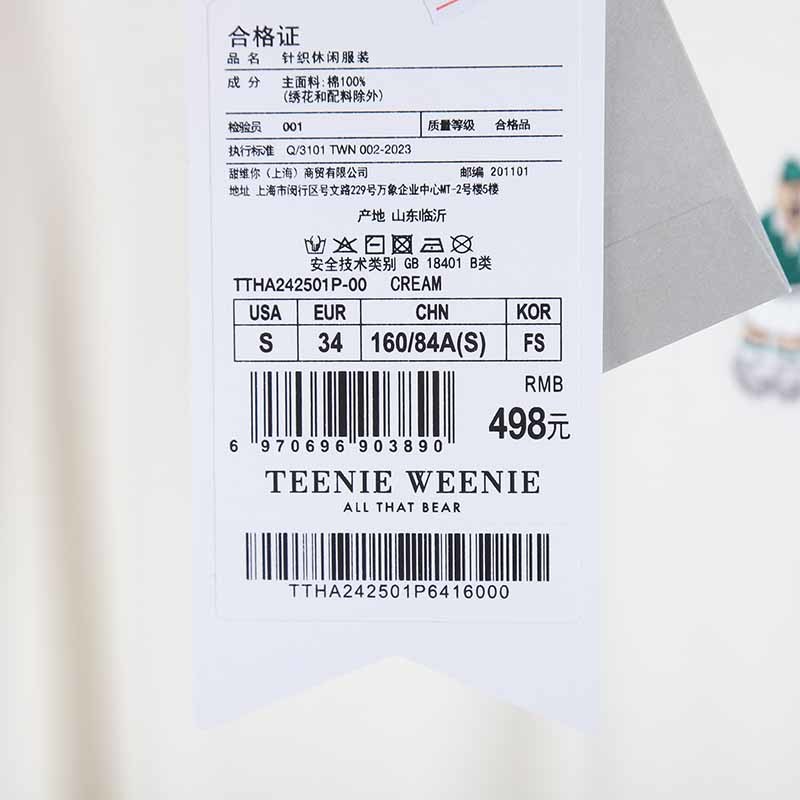 合格证
品 名 针织休闲服装
成 分 主面料:棉100%
(绣花和配料除外)
检验员 001 质量等级 合格品
执行标准 Q/3101 TWN 002-2023
甜维你（上海）商贸有限公司 邮编 201101
地址 上海市闵行区号文路229号万象企业中心MT-2号楼5楼
产地 山东临沂
安全技术类别 GB 18401 B类
TTHA242501P-00 CREAM
USA EUR CHN KOR
S 34 160/84A(S) FS
RMB
498元
6 970696 903890
TEENIE WEENIE
ALL THAT BEAR
TTHA242501P6416000